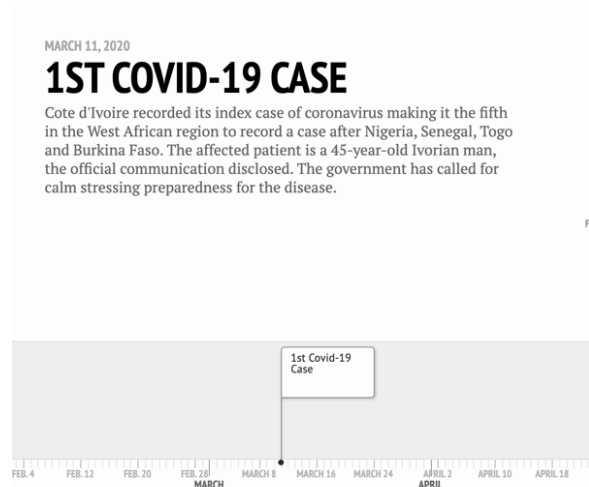 MARCH 11, 2020
1ST COVID-19 CASE
Cote d'Ivoire recorded its index case of coronavirus making it the fifth
in the West African region to record a case after Nigeria, Senegal, Togo
and Burkina Faso. The affected patient is a 45-year-old Ivorian man,
the official communication disclosed. The government has called for
calm stressing preparedness for the disease.
F
1st Covid-19
Case
FEB. 4 FEB. 12 FEB. 20 FEB. 28 MARCH 8 MARCH 16 MARCH 24 APRIL 2 APRIL 10 APRIL 18
MARCH APRIL